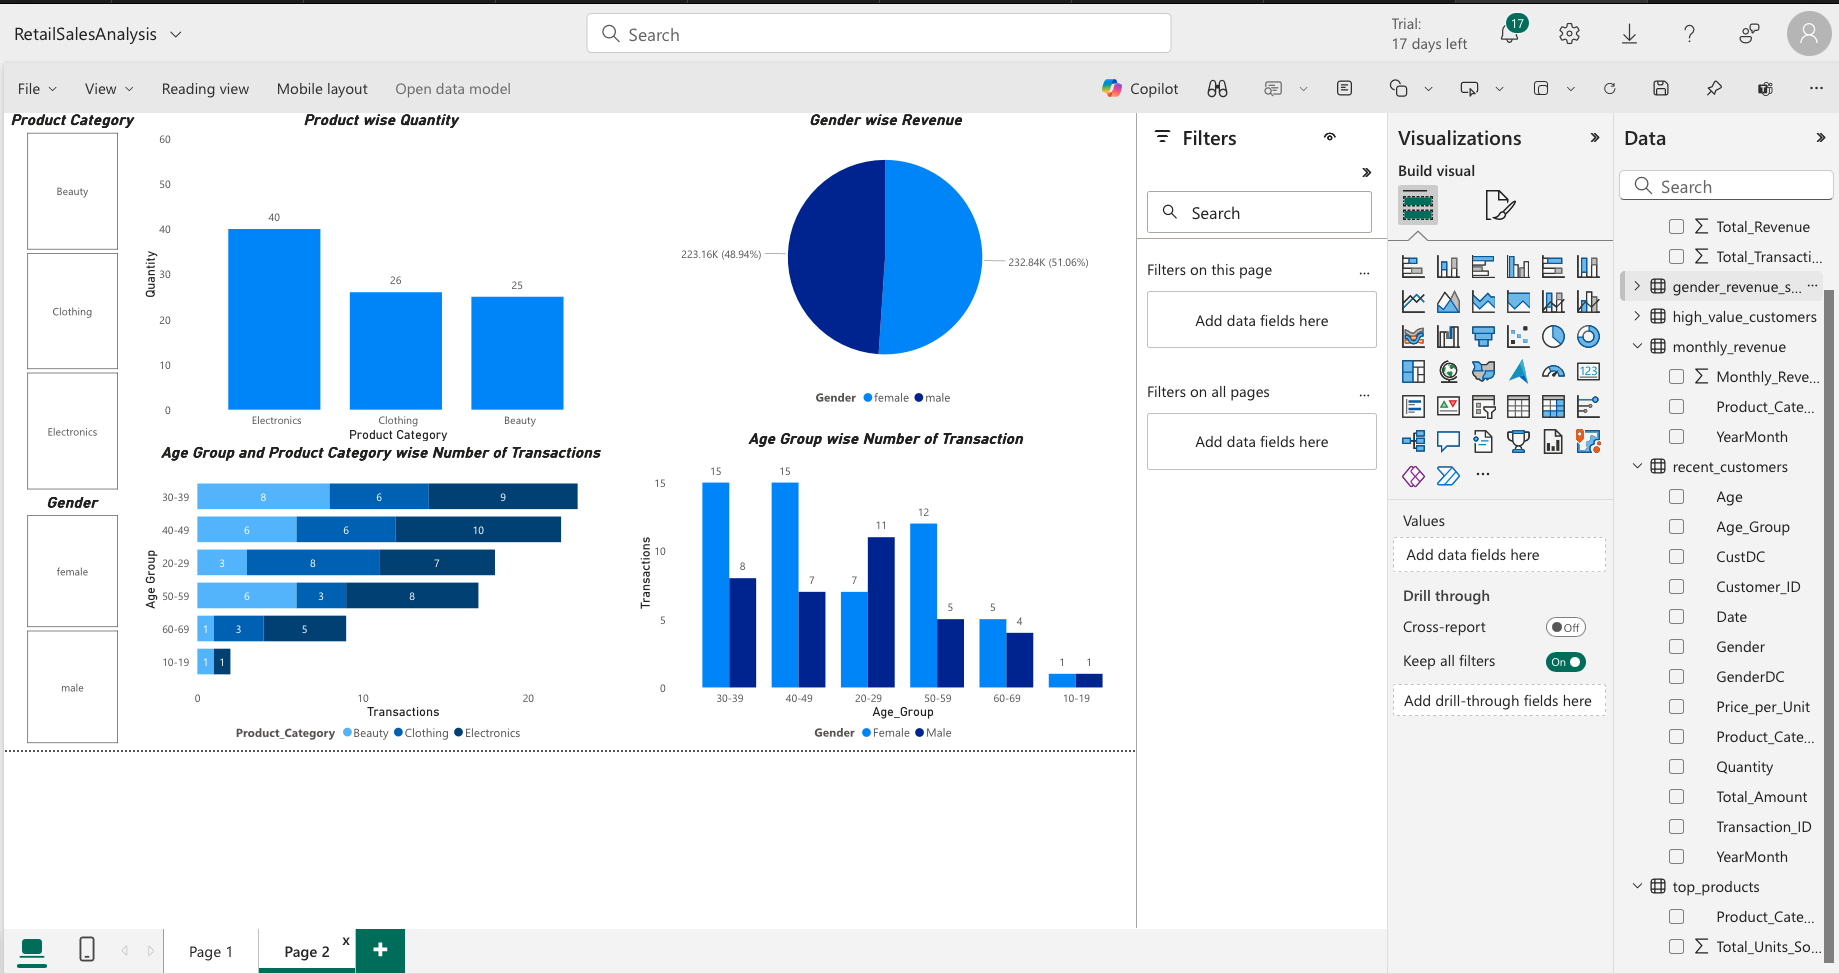 RetailSalesAnalysis
Search
Trial:
17 days left
17
File
View
Reading view
Mobile layout
Open data model
Copilot
Product Category
Beauty
Clothing
Electronics
Gender
female
male
Product wise Quantity
Quantity
60
50
40
30
20
10
0
40
26
25
Electronics
Clothing
Beauty
Product Category
Gender wise Revenue
223.16K (48.94%)
232.84K (51.06%)
Gender female male
Age Group and Product Category wise Number of Transactions
Age Group
30-39 8 6 9
40-49 6 6 10
20-29 3 8 7
50-59 6 3 8
60-69 1 3 5
10-19 1 1
0 10 20
Transactions
Product_Category Beauty Clothing Electronics
Age Group wise Number of Transaction
Transactions
15
10
5
0
15 8 15 7 7 11 12 5 5 4 1 1
30-39 40-49 20-29 50-59 60-69 10-19
Age_Group
Gender Female Male
Filters
Search
Filters on this page
...
Add data fields here
Filters on all pages
...
Add data fields here
Visualizations
Build visual
123
...
Values
Add data fields here
Drill through
Cross-report
Off
Keep all filters
On
Add drill-through fields here
Data
Search
Σ Total_Revenue
Σ Total_Transacti...
gender_revenue_s... ...
high_value_customers
monthly_revenue
Σ Monthly_Reve...
Product_Cate...
YearMonth
recent_customers
Age
Age_Group
CustDC
Customer_ID
Date
Gender
GenderDC
Price_per_Unit
Product_Cate...
Quantity
Total_Amount
Transaction_ID
YearMonth
top_products
Product_Cate...
Σ Total_Units_So...
Page 1
Page 2
x
+